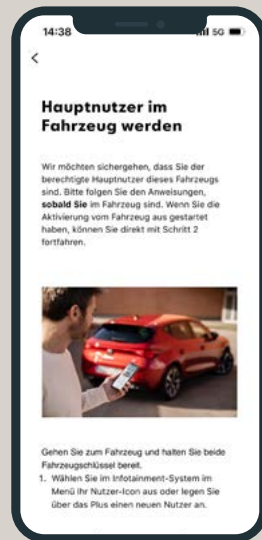 14:38
5G
Hauptnutzer im
Fahrzeug werden
Wir möchten sichergehen, dass Sie der
berechtigte Hauptnutzer dieses Fahrzeugs
sind. Bitte folgen Sie den Anweisungen,
sobald Sie im Fahrzeug sind. Wenn Sie die
Aktivierung vom Fahrzeug aus gestartet
haben, können Sie direkt mit Schritt 2
fortfahren.
Gehen Sie zum Fahrzeug und halten Sie beide
Fahrzeugschlüssel bereit.
1. Wählen Sie im Infotainment-System im
Menü Ihr Nutzer-Icon aus oder legen Sie
über das Plus einen neuen Nutzer an.